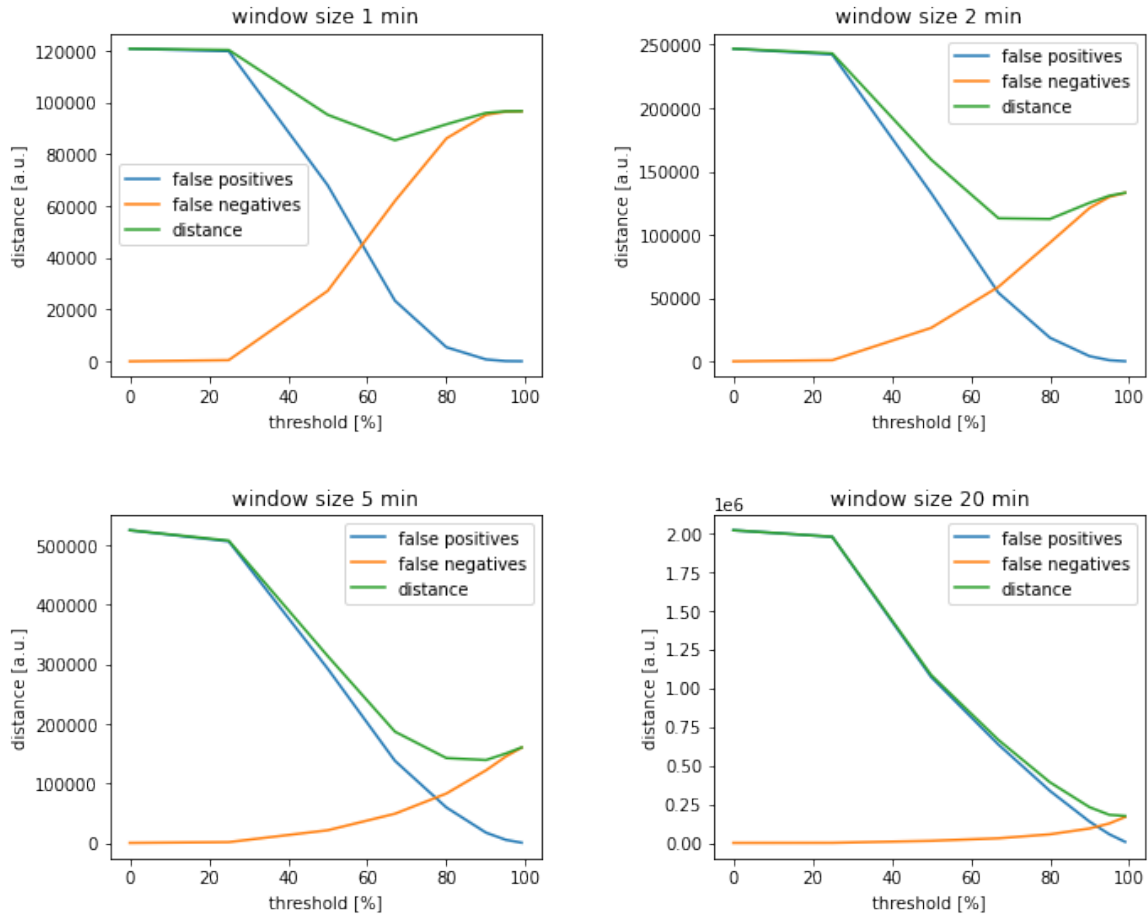 window size 1 min
distance [a.u.]
120000
100000
80000
60000
40000
20000
0
false positives
false negatives
distance
0 20 40 60 80 100
threshold [%]
window size 2 min
distance [a.u.]
250000
200000
150000
100000
50000
0
false positives
false negatives
distance
0 20 40 60 80 100
threshold [%]
window size 5 min
distance [a.u.]
500000
400000
300000
200000
100000
0
false positives
false negatives
distance
0 20 40 60 80 100
threshold [%]
window size 20 min
1e6
distance [a.u.]
2.00
1.75
1.50
1.25
1.00
0.75
0.50
0.25
0.00
false positives
false negatives
distance
0 20 40 60 80 100
threshold [%]